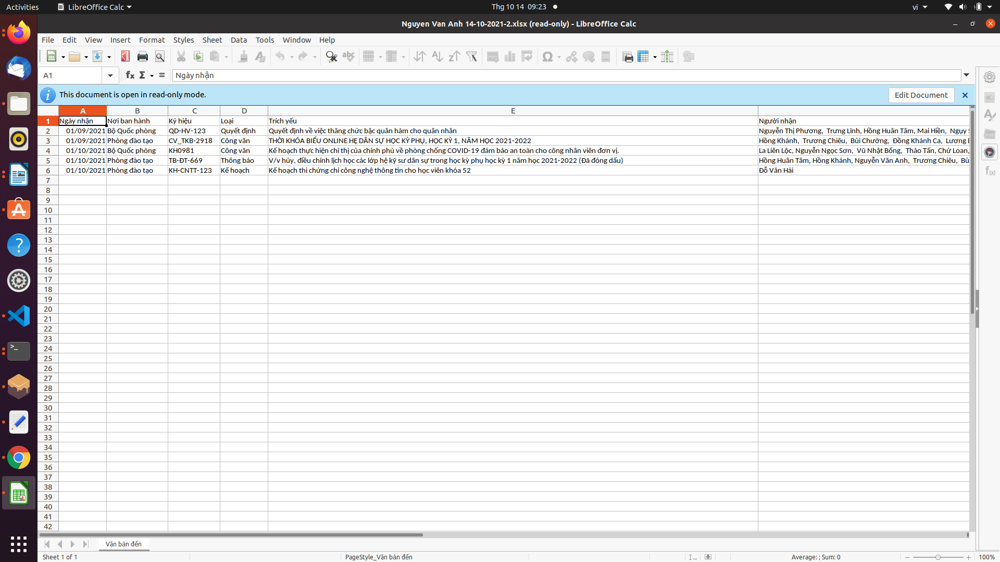 Activities LibreOffice Calc Thg 10 14 09:23 vi
Nguyen Van Anh 14-10-2021-2.xlsx (read-only) - LibreOffice Calc
File Edit View Insert Format Styles Sheet Data Tools Window Help
A1 Ngày nhận
This document is open in read-only mode. Edit Document
A B C D E
1 Ngày nhận Nơi ban hành Ký hiệu Loại Trích yếu Người nhận
2 01/09/2021 Bộ Quốc phòng QD-HV-123 Quyết định Quyết định về việc thăng chức bậc quân hàm cho quân nhân Nguyễn Thị Phương, Trưng Lĩnh, Hồng Huân Tâm, Mai Hiền, Ngụy
3 01/09/2021 Phòng đào tạo CV_TKB-2918 Công văn THỜI KHÓA BIỂU ONLINE HỆ DÂN SỰ HỌC KỲ PHỤ, HỌC KỲ 1, NĂM HỌC 2021-2022 Hồng Khánh, Trương Chiêu, Bùi Chưởng, Đồng Khánh Ca, Lương
4 01/10/2021 Bộ Quốc phòng KH0981 Công văn Kế hoạch thực hiện chỉ thị của chính phủ về phòng chống COVID-19 đảm bảo an toàn cho công nhân viên đơn vị. La Liên Lộc, Nguyễn Ngọc Sơn, Vũ Nhật Bổng, Thào Tấn, Chử Loan,
5 01/10/2021 Phòng đào tạo TB-ĐT-669 Thông báo V/v hủy, điều chỉnh lịch học các lớp hệ kỹ sư dân sự trong học kỳ phụ học kỳ 1 năm học 2021-2022 (Đã đóng dấu) Hồng Huân Tâm, Hồng Khánh, Nguyễn Văn Anh, Trương Chiêu,
6 01/10/2021 Phòng đào tạo KH-CNTT-123 Kế hoạch Kế hoạch thi chứng chỉ công nghệ thông tin cho học viên khóa 52 Đỗ Văn Hải
7
8
9
10
11
12
13
14
15
16
17
18
19
20
21
22
23
24
25
26
27
28
29
30
31
32
33
34
35
36
37
38
39
40
41
42
Văn bản đến
Sheet 1 of 1 PageStyle_Văn bản đến Average: ; Sum: 0 100%